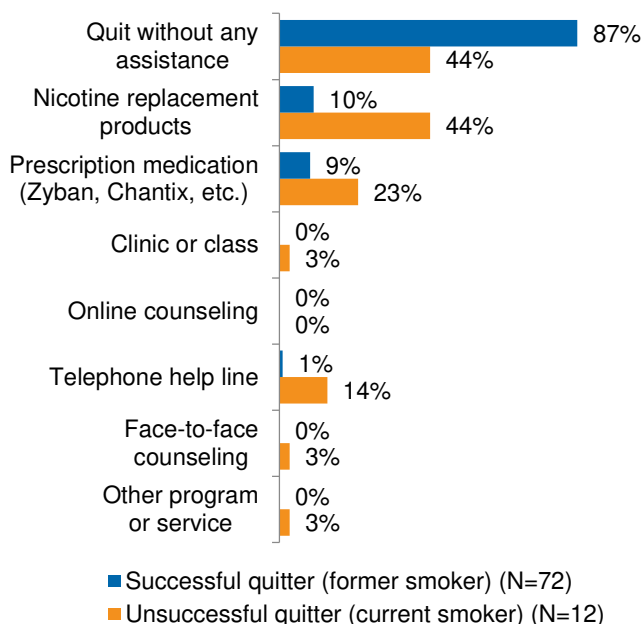 Quit without any
assistance
87%
44%
Nicotine replacement
products
10%
44%
Prescription medication
(Zyban, Chantix, etc.)
9%
23%
Clinic or class
0%
3%
Online counseling
0%
0%
Telephone help line
1%
14%
Face-to-face
counseling
0%
3%
Other program
or service
0%
3%
Successful quitter (former smoker) (N=72)
Unsuccessful quitter (current smoker) (N=12)